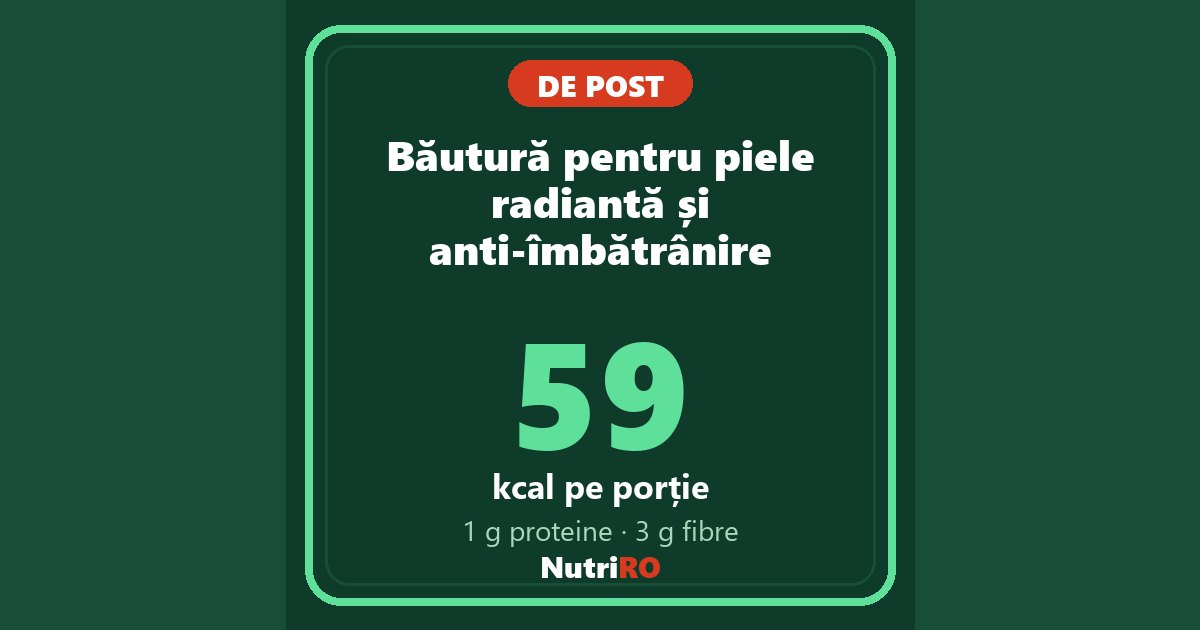 DE POST
Băutură pentru piele
radiantă și
anti-îmbătrânire
59
kcal pe porție
1 g proteine · 3 g fibre
NutriRO